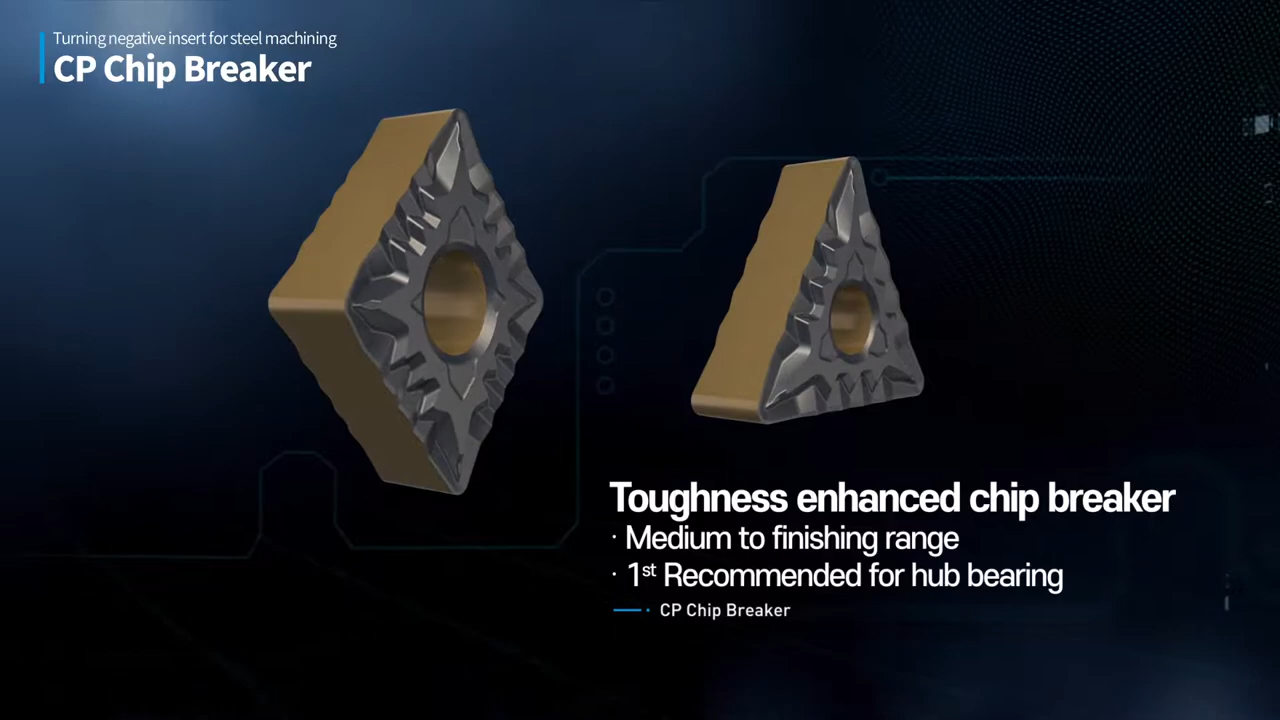 Turning negative insert for steel machining
CP Chip Breaker
Toughness enhanced chip breaker
· Medium to finishing range
· 1st Recommended for hub bearing
CP Chip Breaker